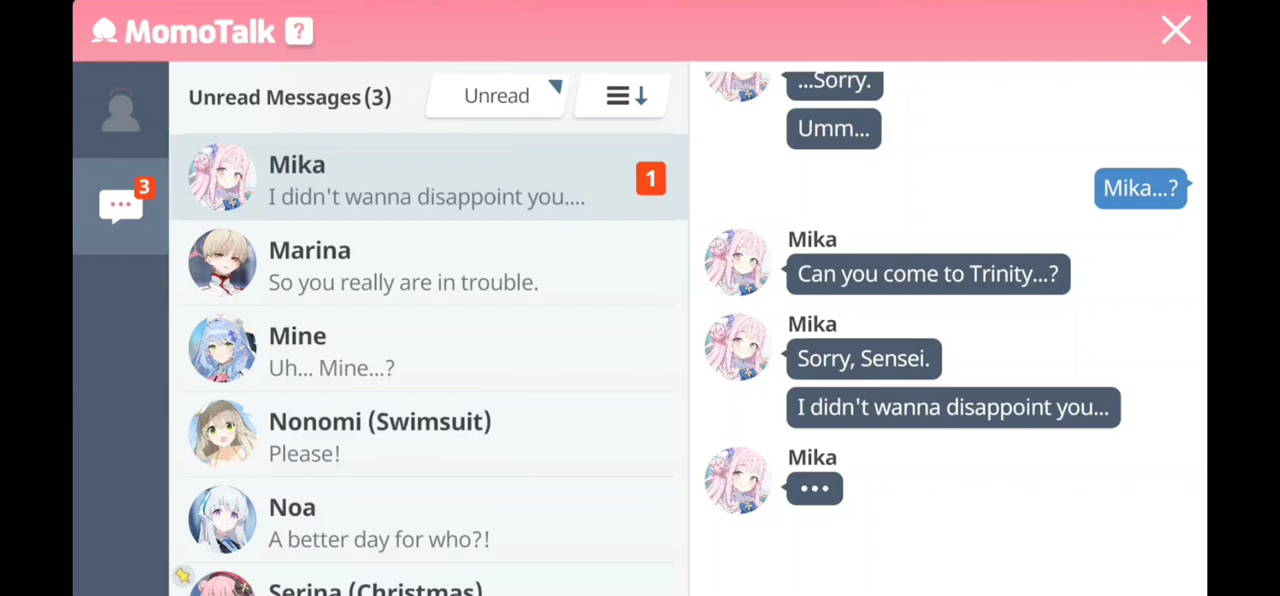 MomoTalk ?
3
Unread Messages (3)
Unread
Mika
I didn't wanna disappoint you....
1
Marina
So you really are in trouble.
Mine
Uh... Mine...?
Nonomi (Swimsuit)
Please!
Noa
A better day for who?!
Serina (Christmas)
...Sorry.
Umm...
Mika...?
Mika
Can you come to Trinity...?
Mika
Sorry, Sensei.
I didn't wanna disappoint you...
Mika
•••